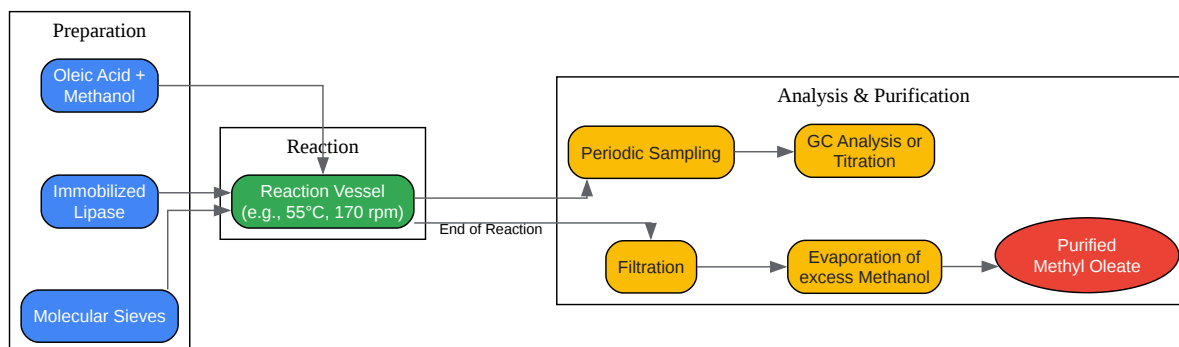 Preparation
Oleic Acid +
Methanol
Immobilized
Lipase
Molecular Sieves
Reaction
Reaction Vessel
(e.g., 55°C, 170 rpm)
End of Reaction
Analysis & Purification
Periodic Sampling
GC Analysis or
Titration
Filtration
Evaporation of
excess Methanol
Purified
Methyl Oleate